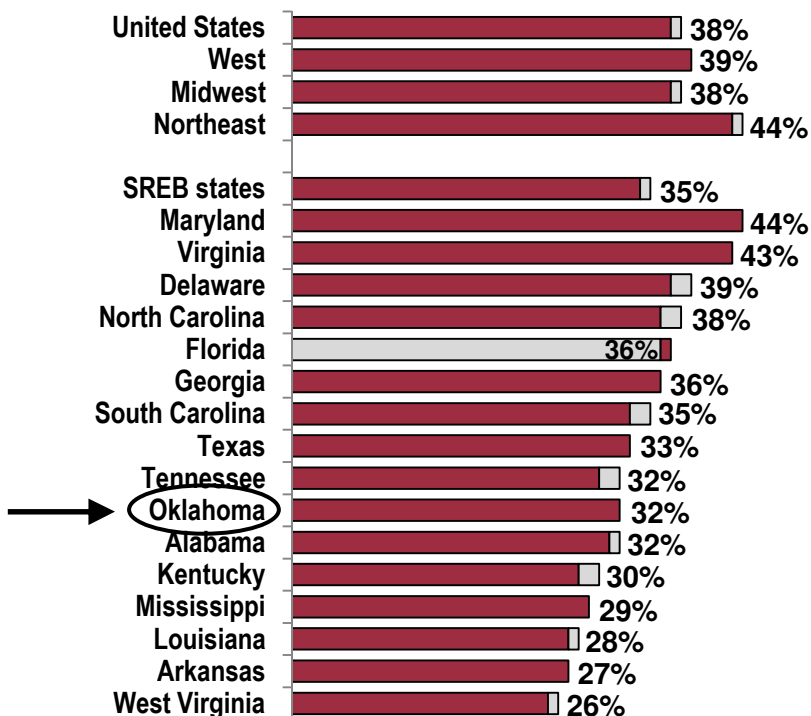 United States 38%
West 39%
Midwest 38%
Northeast 44%
SREB states 35%
Maryland 44%
Virginia 43%
Delaware 39%
North Carolina 38%
Florida 36%
Georgia 36%
South Carolina 35%
Texas 33%
Tennessee 32%
Oklahoma 32%
Alabama 32%
Kentucky 30%
Mississippi 29%
Louisiana 28%
Arkansas 27%
West Virginia 26%